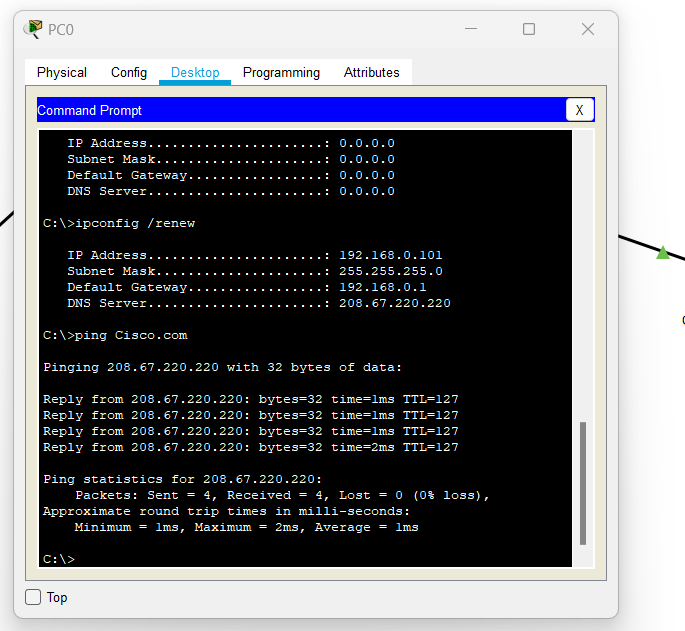 PC0
Physical Config Desktop Programming Attributes
Command Prompt X
IP Address......................: 0.0.0.0
Subnet Mask.....................: 0.0.0.0
Default Gateway.................: 0.0.0.0
DNS Server......................: 0.0.0.0
C:\>ipconfig /renew
IP Address......................: 192.168.0.101
Subnet Mask.....................: 255.255.255.0
Default Gateway.................: 192.168.0.1
DNS Server......................: 208.67.220.220
C:\>ping Cisco.com
Pinging 208.67.220.220 with 32 bytes of data:
Reply from 208.67.220.220: bytes=32 time=1ms TTL=127
Reply from 208.67.220.220: bytes=32 time=1ms TTL=127
Reply from 208.67.220.220: bytes=32 time=1ms TTL=127
Reply from 208.67.220.220: bytes=32 time=2ms TTL=127
Ping statistics for 208.67.220.220:
Packets: Sent = 4, Received = 4, Lost = 0 (0% loss),
Approximate round trip times in milli-seconds:
Minimum = 1ms, Maximum = 2ms, Average = 1ms
C:\>
Top